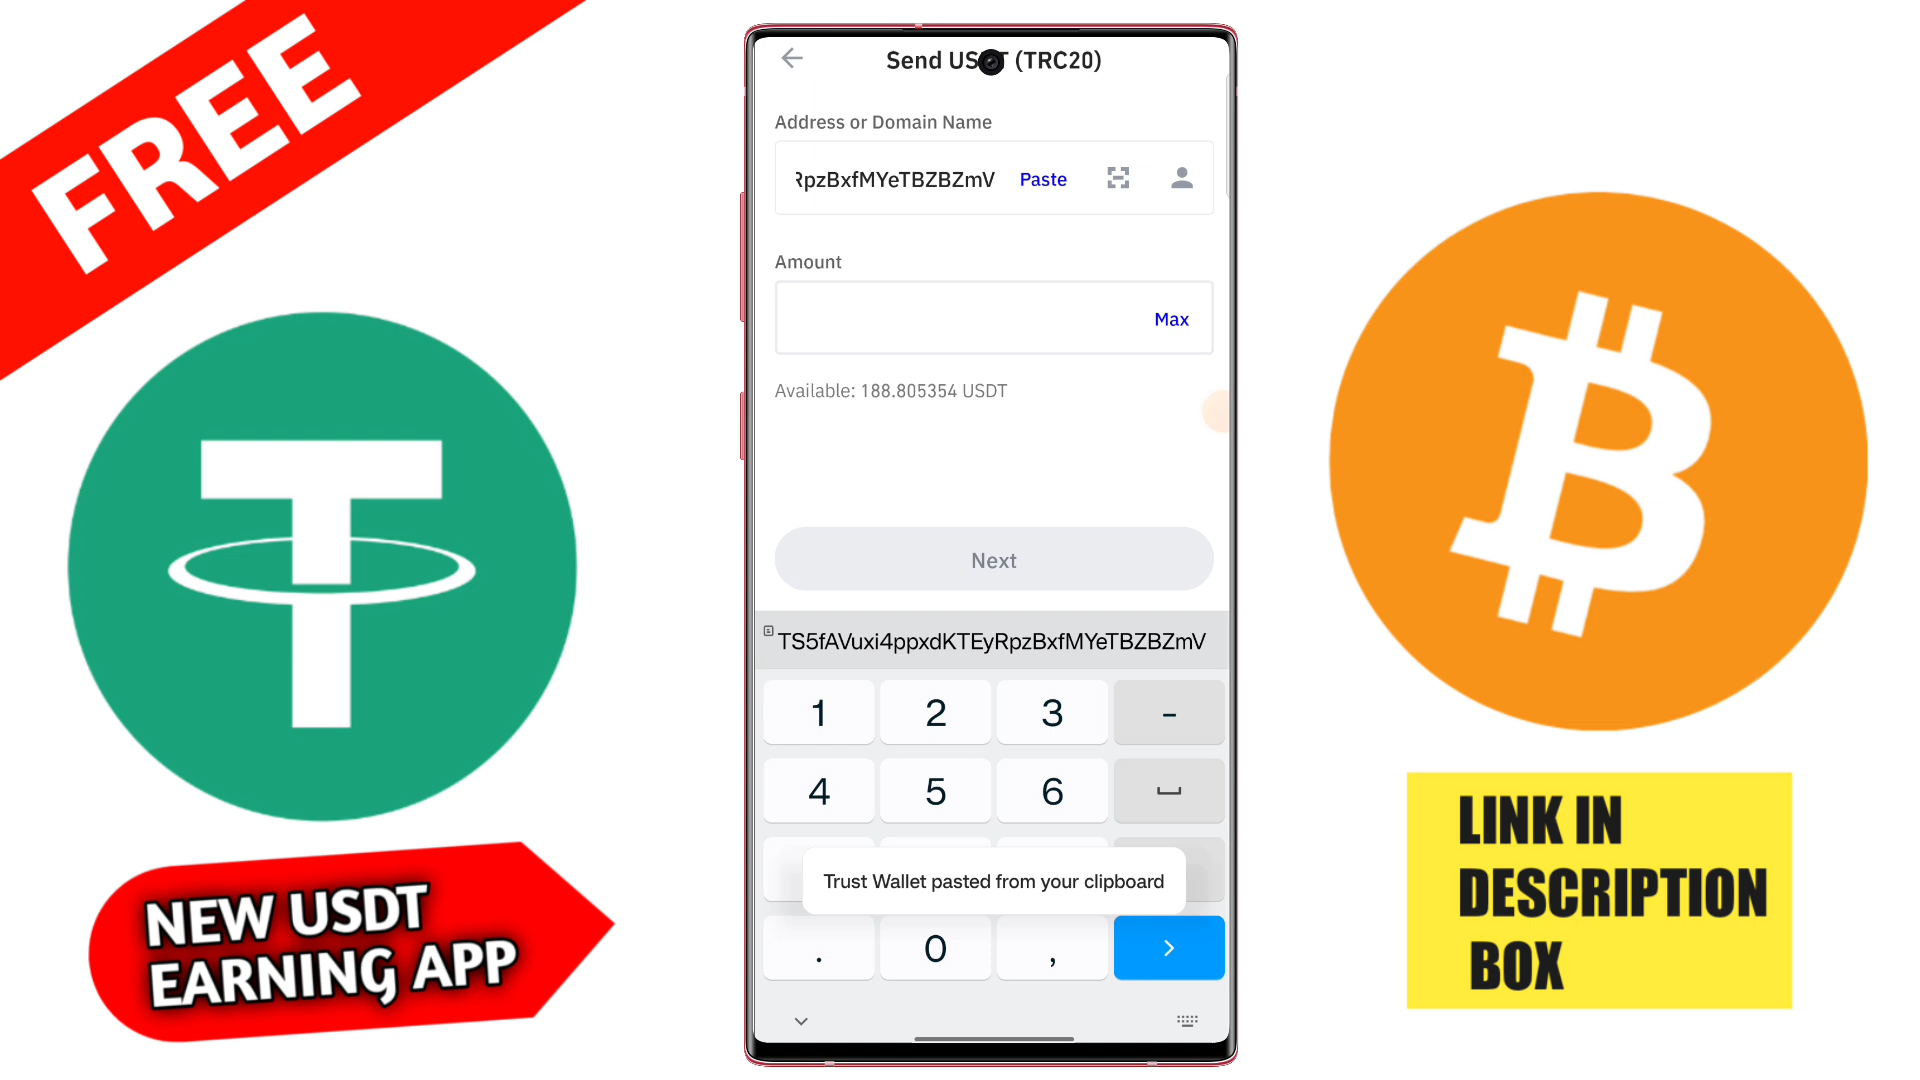 FREE
Send USDT (TRC20)
Address or Domain Name
RpzBxfMYeTBZBZmV Paste
Amount
Max
Available: 188.805354 USDT
Next
TS5fAVuxi4ppxdKTEyRpzBxfMYeTBZBZmV
1 2 3 -
4 5 6
Trust Wallet pasted from your clipboard
. 0 ,
NEW USDT
EARNING APP
LINK IN
DESCRIPTION
BOX